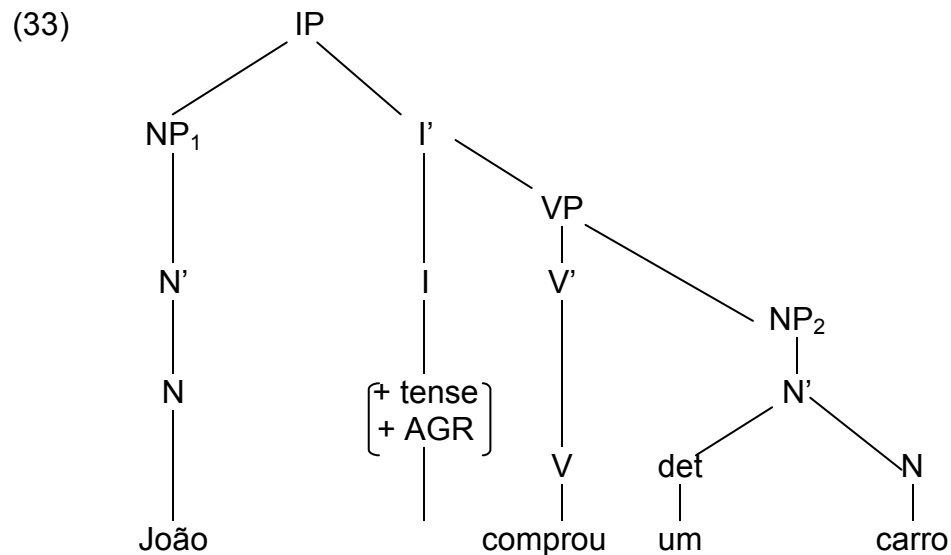 (33) IP
NP₁ I’
VP
N’ I V’
NP₂
N + tense N’
+ AGR
V det N
João comprou um carro